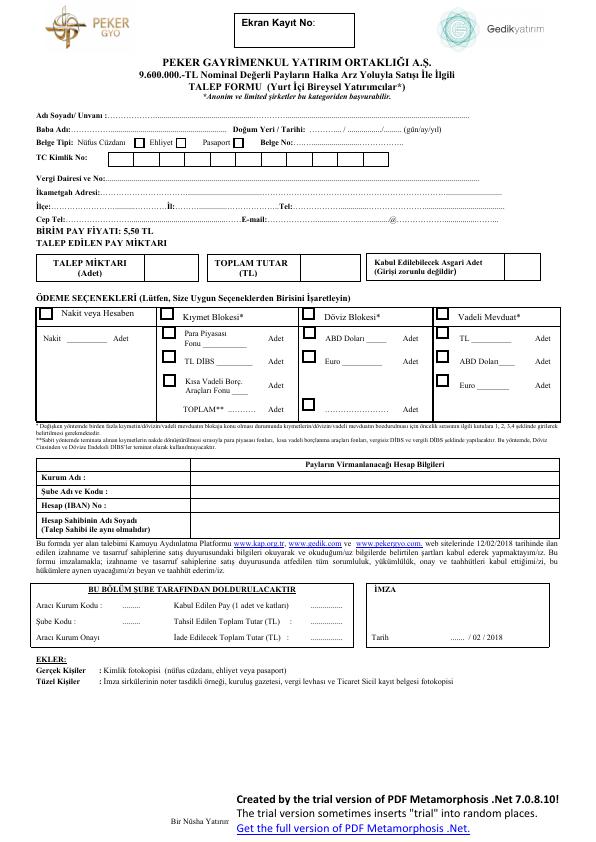 PEKER
GYO
Ekran Kayıt No:
Gedikyatırım
PEKER GAYRİMENKUL YATIRIM ORTAKLIĞI A.Ş.
9.600.000.-TL Nominal Değerli Payların Halka Arz Yoluyla Satışı İle İlgili
TALEP FORMU (Yurt İçi Bireysel Yatırımcılar*)
*Anonim ve limited şirketler bu kategoriden başvurabilir.
Adı Soyadı/ Unvanı :..........
Baba Adı:.......... Doğum Yeri / Tarihi: .......... / ........../.......... (gün/ay/yıl)
Belge Tipi: Nüfus Cüzdanı Ehliyet Pasaport Belge No:..........
TC Kimlik No:
Vergi Dairesi ve No:..........
İkametgah Adresi:..........
İlçe:..........İl:..........Tel:..........
Cep Tel:..........E-mail:..........@..........
BİRİM PAY FİYATI: 5,50 TL
TALEP EDİLEN PAY MİKTARI
TALEP MİKTARI
(Adet)
TOPLAM TUTAR
(TL)
Kabul Edilebilecek Asgari Adet
(Girişi zorunlu değildir)
ÖDEME SEÇENEKLERİ (Lütfen, Size Uygun Seçeneklerden Birisini İşaretleyin)
Nakit veya Hesaben Kıymet Blokesi* Döviz Blokesi* Vadeli Mevduat*
Nakit __________ Adet
Para Piyasası
Fonu ___________ Adet
ABD Doları_____ Adet
TL ________ Adet
TL DİBS _________ Adet
Euro ________ Adet
ABD Doları____ Adet
Kısa Vadeli Borç.
Araçları Fonu____ Adet
Euro ________ Adet
TOPLAM** .......... Adet
.................... Adet
* Değişken yöntemde birden fazla kıymetin/dövizin/vadeli mevduatın blokaja konu olması durumunda kıymetlerin/dövizin/vadeli mevduatın bozdurulması için öncelik sırasının ilgili kutulara 1, 2, 3,4 şeklinde girilerek
belirtilmesi gerekmektedir.
**Sabit yöntemde teminata alınan kıymetlerin nakde dönüştürülmesi sırasıyla para piyasası fonları, kısa vadeli borçlanma araçları fonları, vergisiz DİBS ve vergili DİBS şeklinde yapılacaktır. Bu yöntemde, Döviz
Cinsinden ve Dövize Endeksli DİBS'ler teminat olarak kullanılmayacaktır.
Payların Virmanlanacağı Hesap Bilgileri
Kurum Adı :
Şube Adı ve Kodu :
Hesap (IBAN) No :
Hesap Sahibinin Adı Soyadı
(Talep Sahibi ile aynı olmalıdır)
Bu formda yer alan talebimi Kamuyu Aydınlatma Platformu www.kap.org.tr, www.gedik.com ve www.pekergyo.com. web sitelerinde 12/02/2018 tarihinde ilan
edilen izahname ve tasarruf sahiplerine satış duyurusundaki bilgileri okuyarak ve okuduğum/uz bilgilerde belirtilen şartları kabul ederek yapmaktayım/ız. Bu
formu imzalamakla; izahname ve tasarruf sahiplerine satış duyurusunda atfedilen tüm sorumluluk, yükümlülük, onay ve taahhütleri kabul ettiğimi/zi, bu
hükümlere aynen uyacağımı/zı beyan ve taahhüt ederim/iz.
BU BÖLÜM ŞUBE TARAFINDAN DOLDURULACAKTIR
Aracı Kurum Kodu : ........ Kabul Edilen Pay (1 adet ve katları) ..............
Şube Kodu : ........ Tahsil Edilen Toplam Tutar (TL) : ..............
Aracı Kurum Onayı İade Edilecek Toplam Tutar (TL) : ..............
İMZA
Tarih ....... / 02 / 2018
EKLER:
Gerçek Kişiler : Kimlik fotokopisi (nüfus cüzdanı, ehliyet veya pasaport)
Tüzel Kişiler : İmza sirkülerinin noter tasdikli örneği, kuruluş gazetesi, vergi levhası ve Ticaret Sicil kayıt belgesi fotokopisi
Bir Nüsha Yatırım
Created by the trial version of PDF Metamorphosis .Net 7.0.8.10!
The trial version sometimes inserts "trial" into random places.
Get the full version of PDF Metamorphosis .Net.